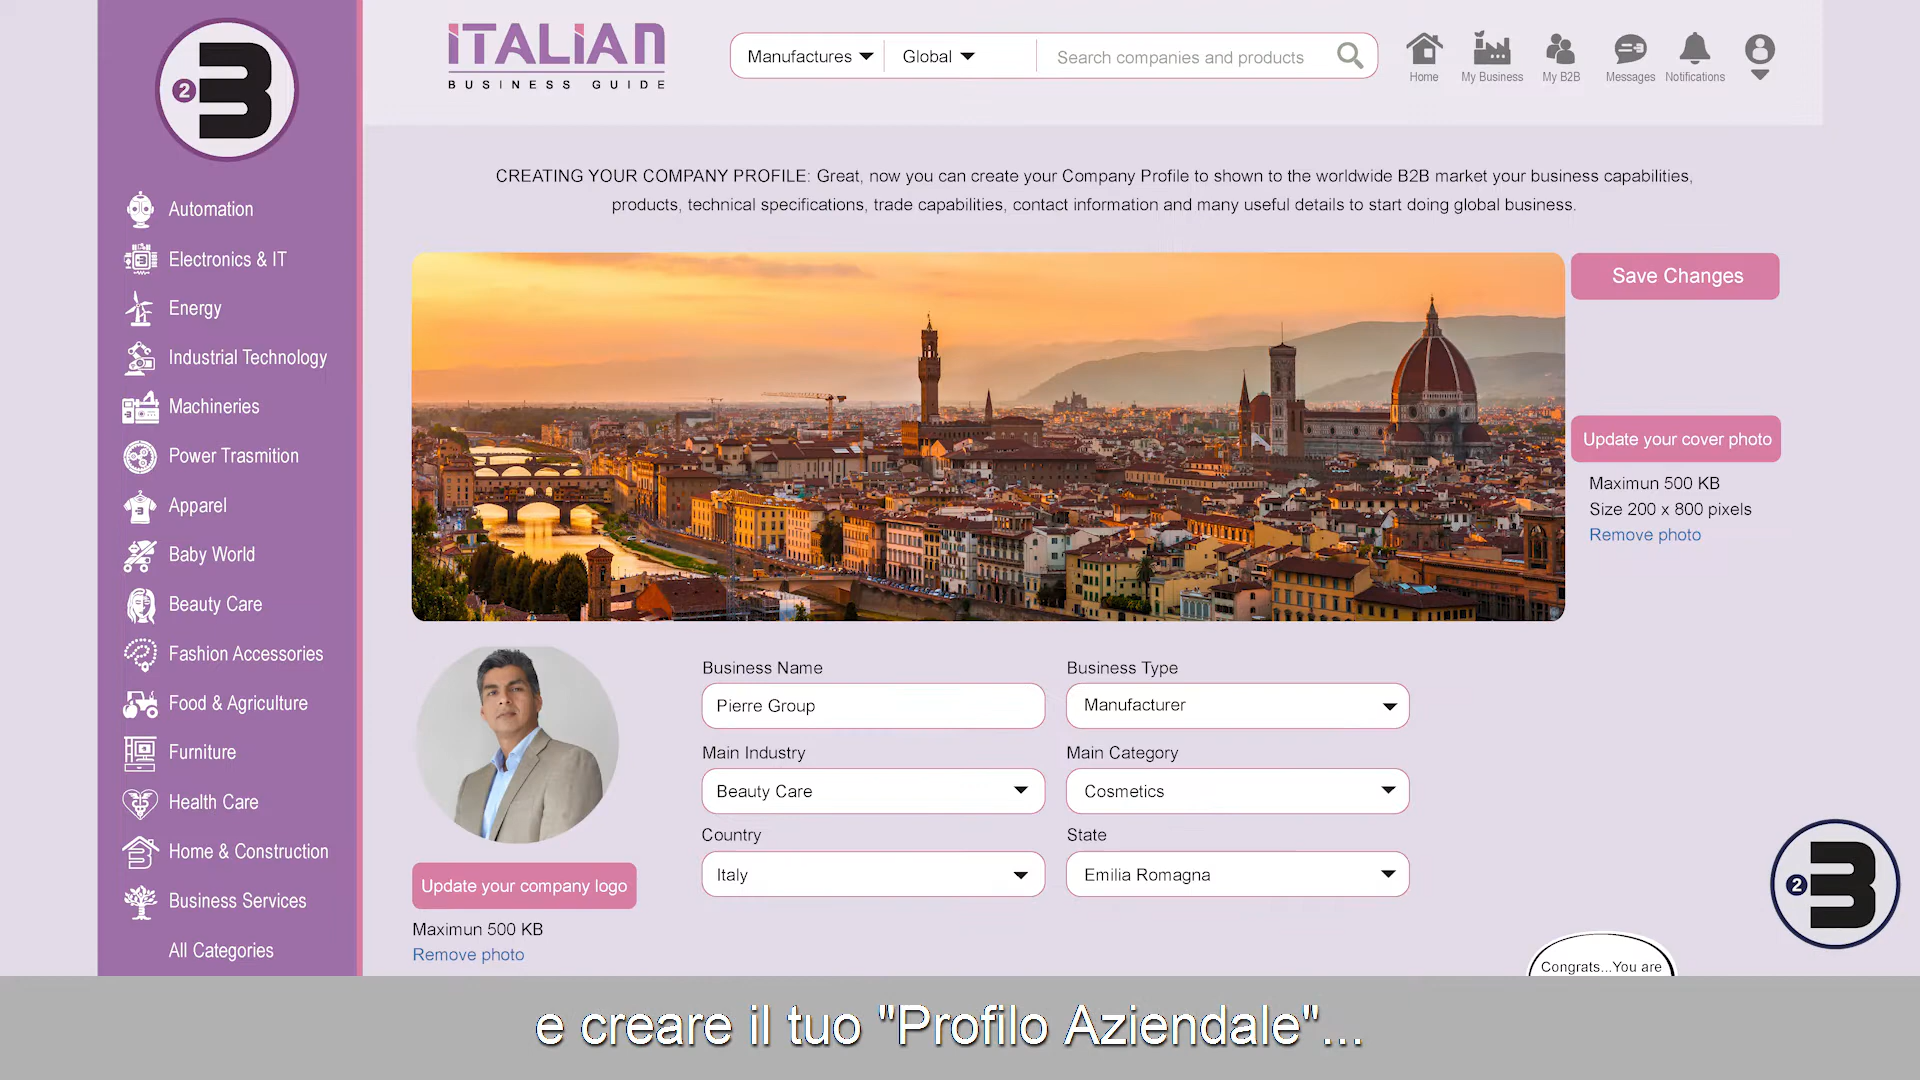 2
ITALIAN
BUSINESS GUIDE
Manufactures
Global
Search companies and products
Home
My Business
My B2B
Messages
Notifications
Automation
Electronics & IT
Energy
Industrial Technology
Machineries
Power Trasmition
Apparel
Baby World
Beauty Care
Fashion Accessories
Food & Agriculture
Furniture
Health Care
Home & Construction
Business Services
All Categories
CREATING YOUR COMPANY PROFILE: Great, now you can create your Company Profile to shown to the worldwide B2B market your business capabilities,
products, technical specifications, trade capabilities, contact information and many useful details to start doing global business.
Save Changes
Update your cover photo
Maximun 500 KB
Size 200 x 800 pixels
Remove photo
Update your company logo
Maximun 500 KB
Remove photo
Business Name
Pierre Group
Business Type
Manufacturer
Main Industry
Beauty Care
Main Category
Cosmetics
Country
Italy
State
Emilia Romagna
2
Congrats...You are
e creare il tuo "Profilo Aziendale"...